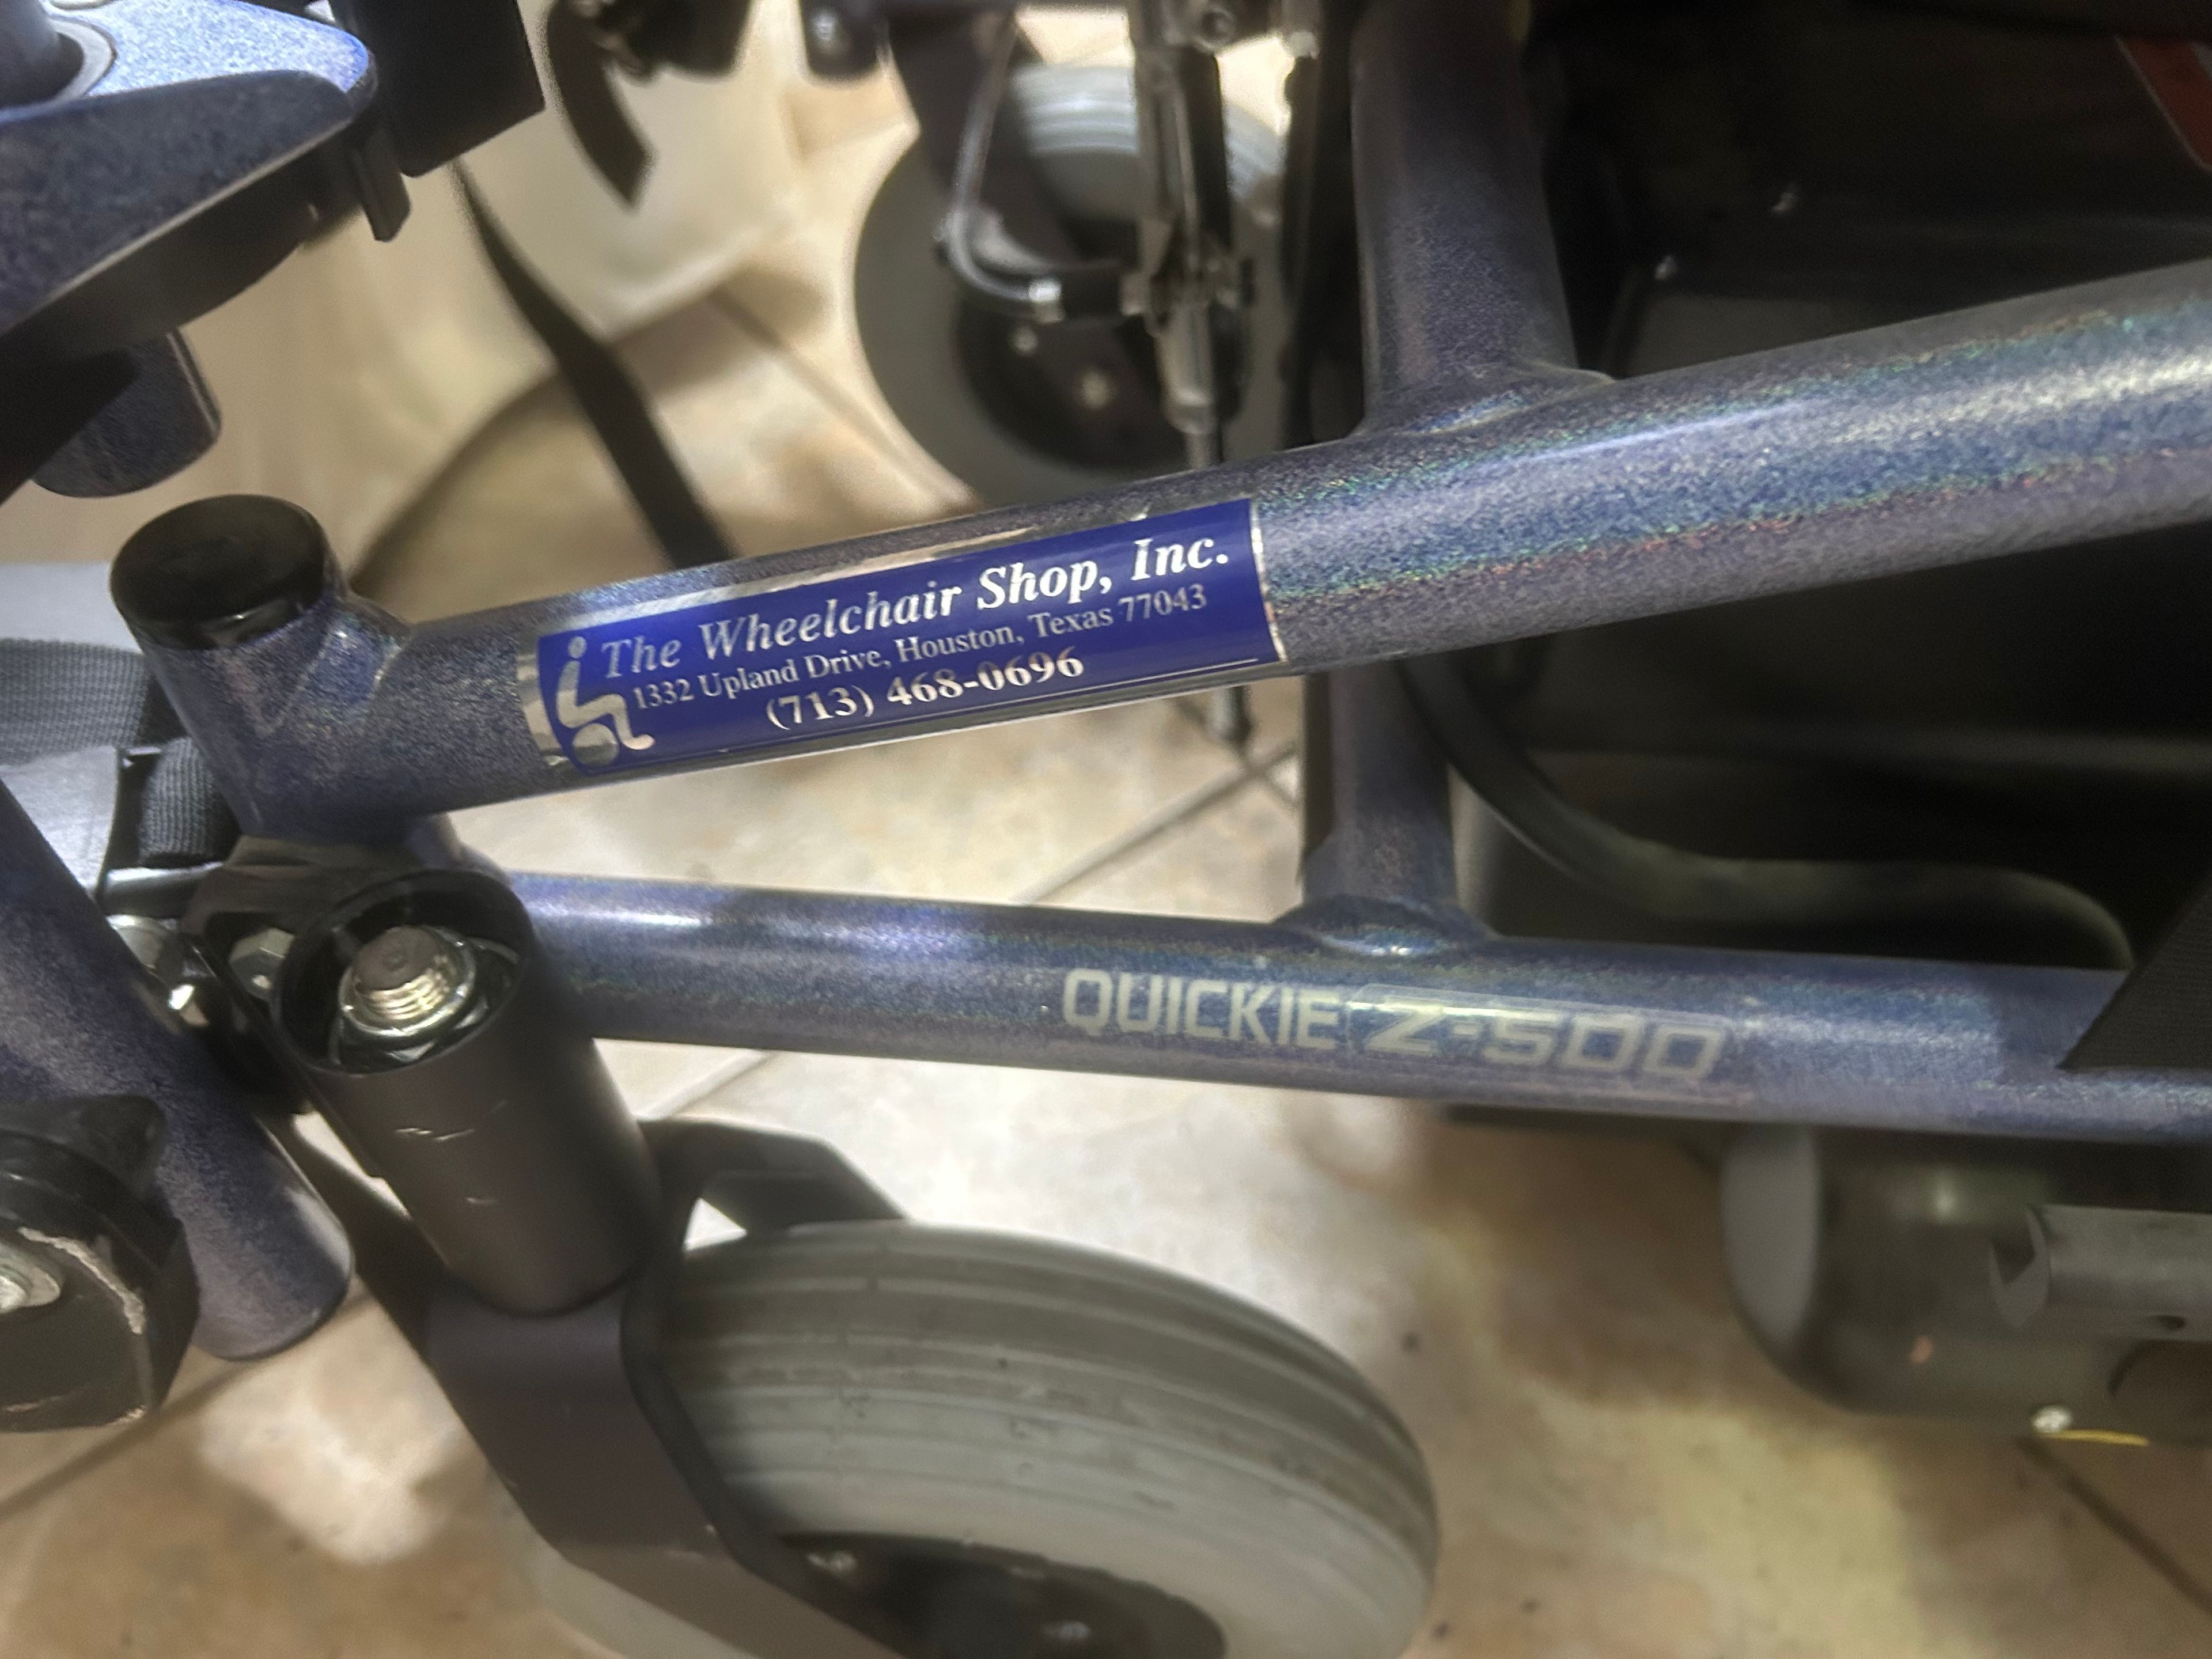 The Wheelchair Shop, Inc.
1332 Upland Drive, Houston, Texas 77043
(713) 468-0696
QUICKIE Z-500